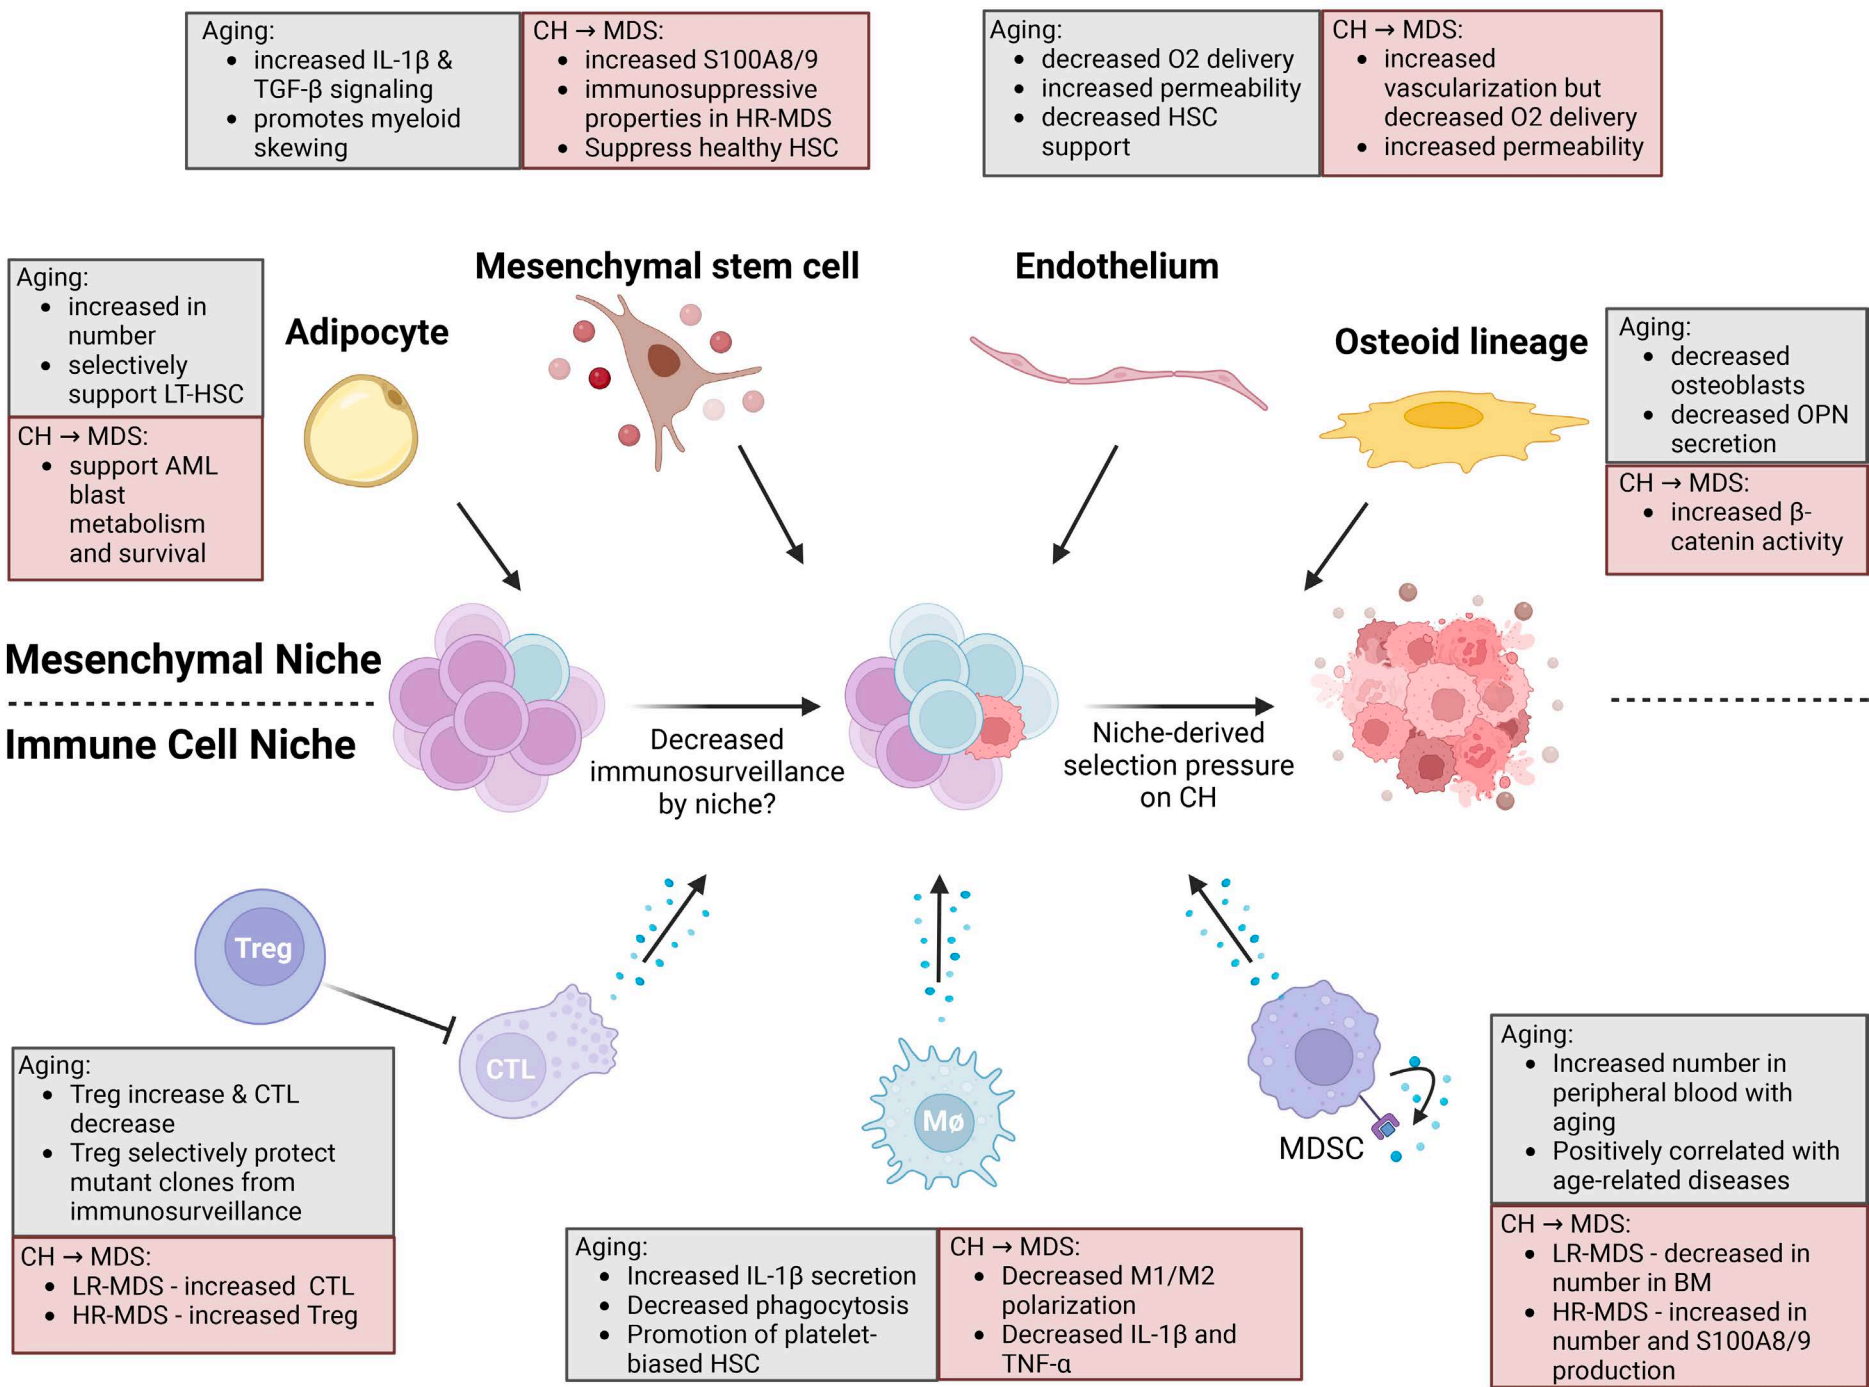 Aging:
• increased IL-1β &
TGF-β signaling
• promotes myeloid
skewing
CH → MDS:
• increased S100A8/9
• immunosuppressive
properties in HR-MDS
• Suppress healthy HSC
Aging:
• decreased O2 delivery
• increased permeability
• decreased HSC
support
CH → MDS:
• increased
vascularization but
decreased O2 delivery
• increased permeability
Aging:
• increased in
number
• selectively
support LT-HSC
CH → MDS:
• support AML
blast
metabolism
and survival
Adipocyte
Mesenchymal stem cell
Endothelium
Osteoid lineage
Aging:
• decreased
osteoblasts
• decreased OPN
secretion
CH → MDS:
• increased β-
catenin activity
Mesenchymal Niche
Immune Cell Niche
Decreased
immunosurveillance
by niche?
Niche-derived
selection pressure
on CH
Treg
CTL
Mø
MDSC
Aging:
• Treg increase & CTL
decrease
• Treg selectively protect
mutant clones from
immunosurveillance
CH → MDS:
• LR-MDS - increased CTL
• HR-MDS - increased Treg
Aging:
• Increased IL-1β secretion
• Decreased phagocytosis
• Promotion of platelet-
biased HSC
CH → MDS:
• Decreased M1/M2
polarization
• Decreased IL-1β and
TNF-α
Aging:
• Increased number in
peripheral blood with
aging
• Positively correlated with
age-related diseases
CH → MDS:
• LR-MDS - decreased in
number in BM
• HR-MDS - increased in
number and S100A8/9
production